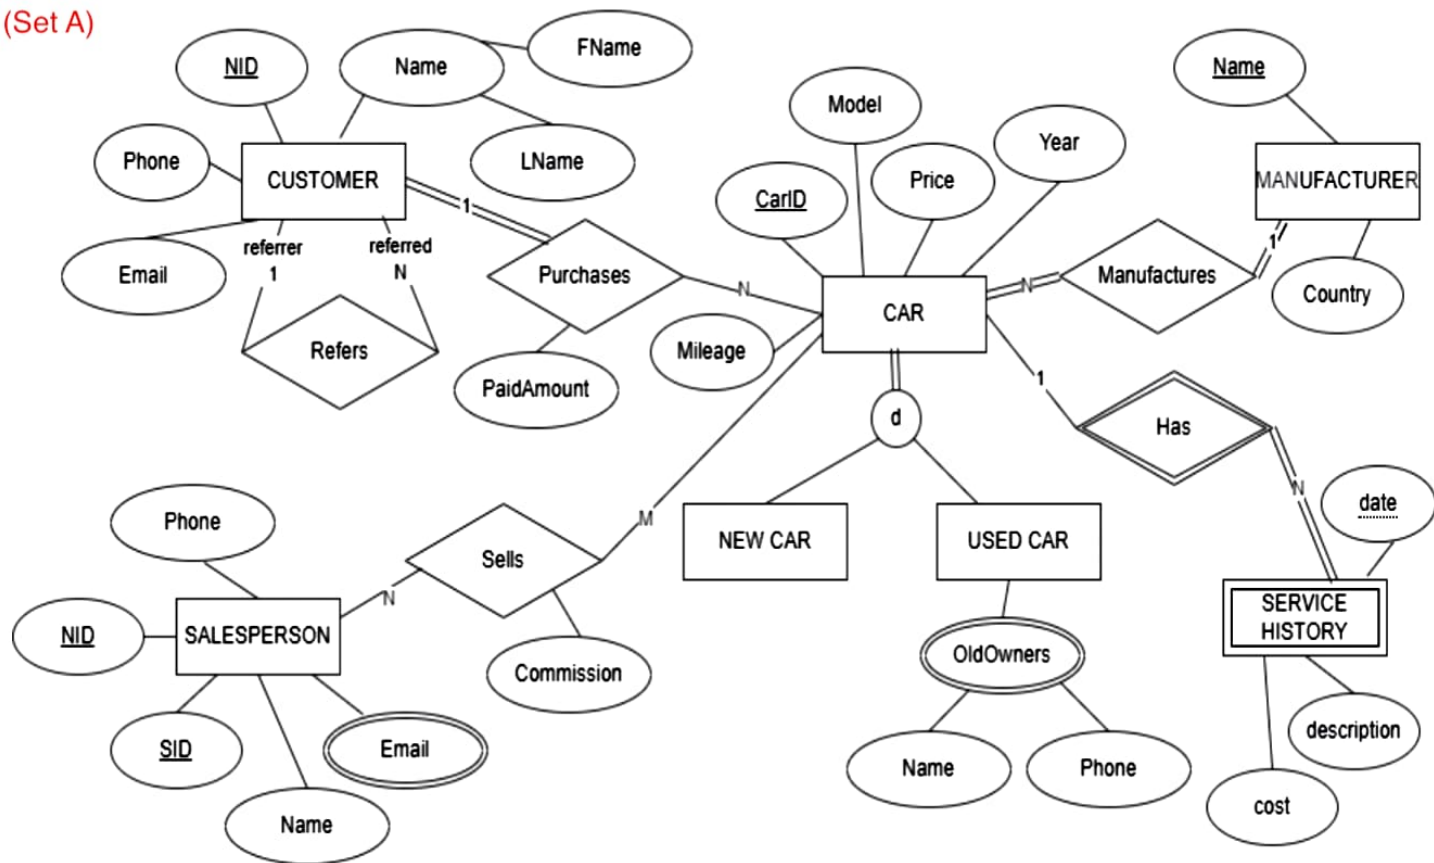 (Set A)
NID
Name
FName
LName
Phone
CUSTOMER
Email
referrer
1
referred
N
Refers
1
Purchases
N
PaidAmount
Model
CarID
Price
Year
Mileage
CAR
N
Manufactures
1
Name
MANUFACTURER
Country
d
1
Has
N
date
NEW CAR
USED CAR
SERVICE
HISTORY
OldOwners
Name
Phone
description
cost
M
Sells
N
Commission
Phone
NID
SALESPERSON
SID
Email
Name